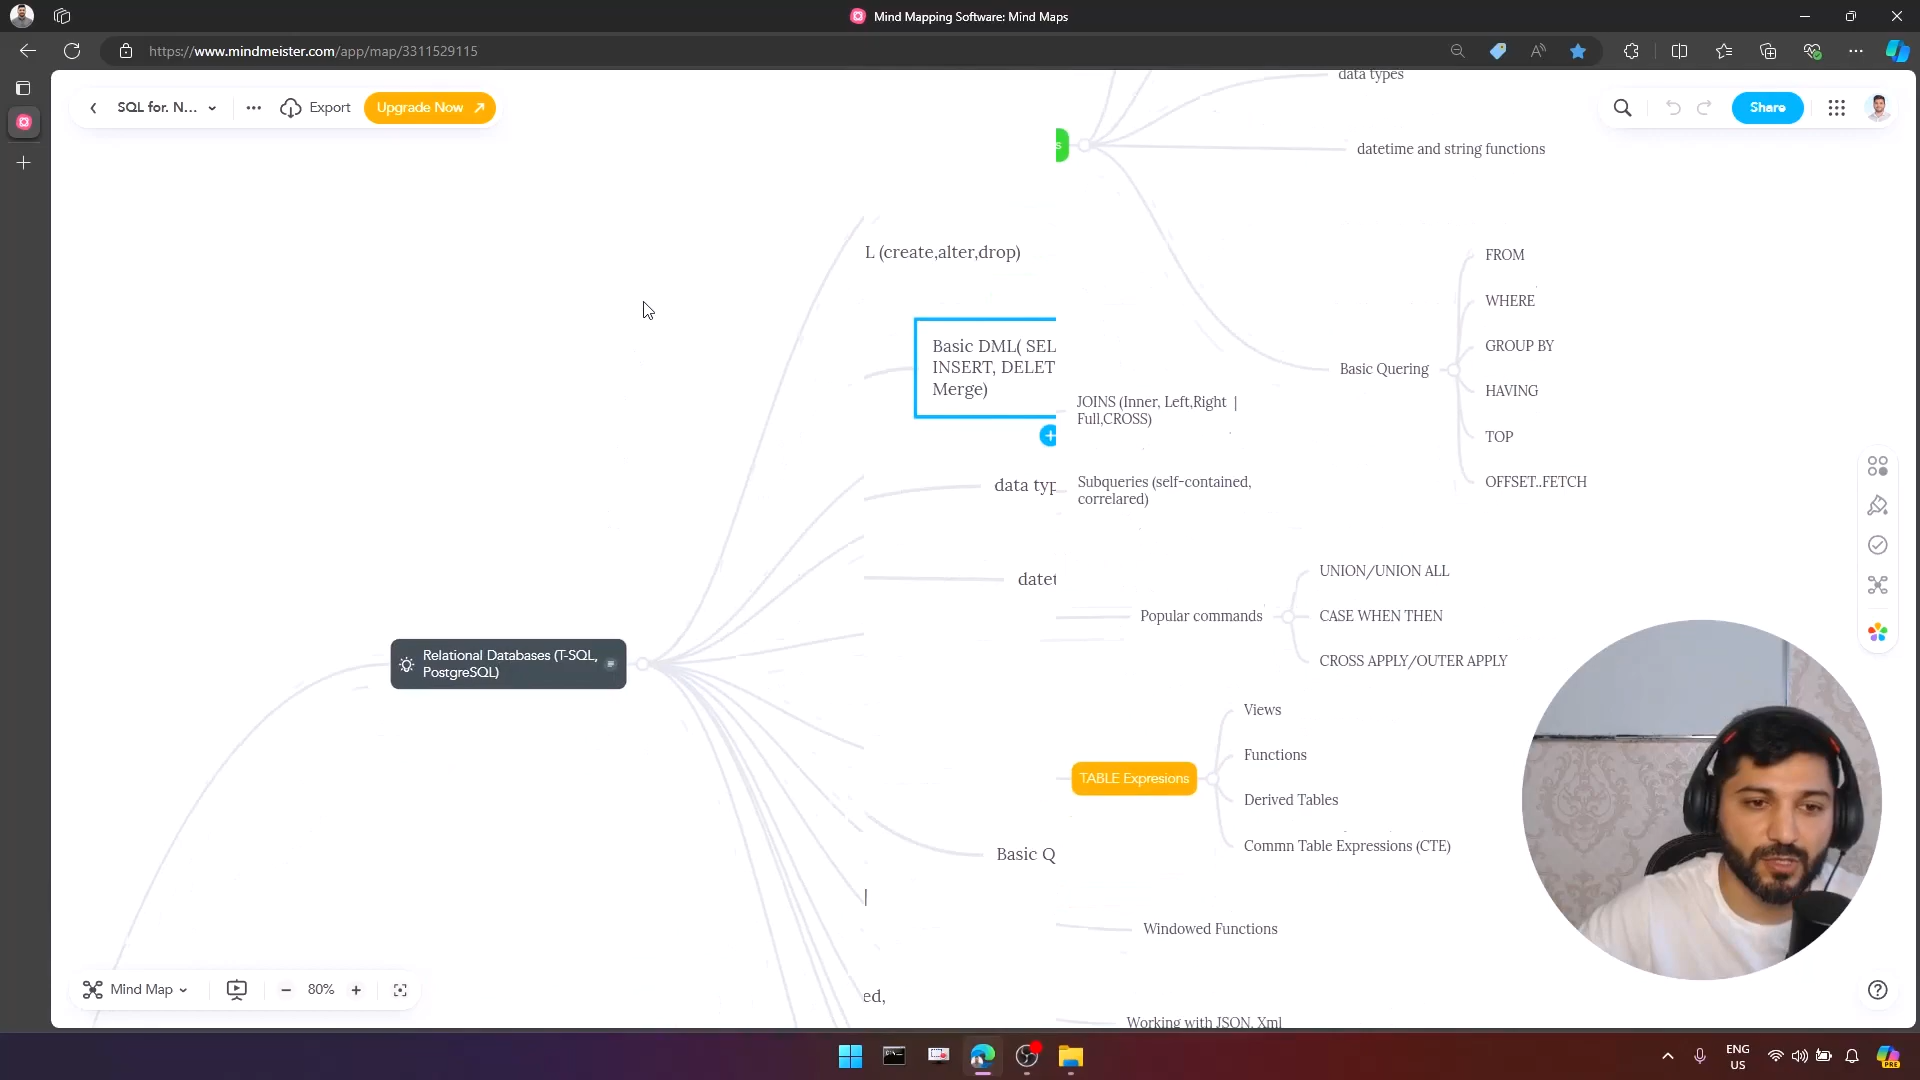 Mind Mapping Software: Mind Maps
https://www.mindmeister.com/app/map/3311529115
SQL for. N...
Export
Upgrade Now
Share
data types
s
datetime and string functions
L (create,alter,drop)
FROM
WHERE
GROUP BY
HAVING
TOP
OFFSET..FETCH
Basic Quering
Basic DML( SEL
INSERT, DELET
Merge)
JOINS (Inner, Left,Right |
Full,CROSS)
data typ
Subqueries (self-contained,
correlared)
datet
UNION/UNION ALL
Popular commands
CASE WHEN THEN
CROSS APPLY/OUTER APPLY
Relational Databases (T-SQL,
PostgreSQL)
Views
Functions
TABLE Expresions
Derived Tables
Commn Table Expressions (CTE)
Basic Q
|
Windowed Functions
ed,
Working with JSON, Xml
Mind Map
80%
ENG
US
PRE